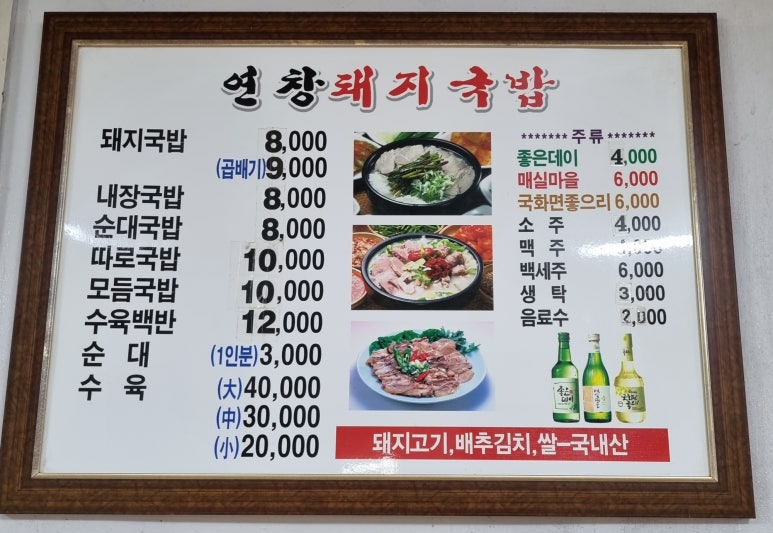 연창돼지국밥
돼지국밥 8,000
(곱배기) 9,000
내장국밥 8,000
순대국밥 8,000
따로국밥 10,000
모듬국밥 10,000
수육백반 12,000
순 대 (1인분) 3,000
수 육 (大) 40,000
(中) 30,000
(小) 20,000
******* 주류 *******
좋은데이 4,000
매실마을 6,000
국화면좋으리 6,000
소 주 4,000
맥 주
백세주 6,000
생 탁 3,000
음료수 2,000
돼지고기,배추김치,쌀-국내산